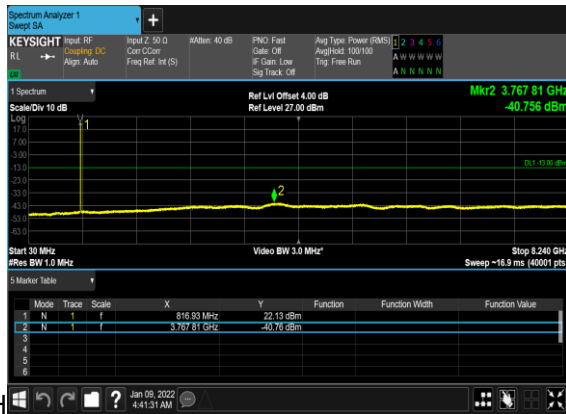 Spectrum Analyzer 1
Swept SA
KEYSIGHT Input: RF Input Z: 50 Ω #Atten: 40 dB PNO: Fast Avg Type: Power (RMS) 1 2 3 4 5 6
RL Coupling: DC Corr CCorr Gate: Off Avg|Hold: 100/100 A W W W W W
Align: Auto Freq Ref: Int (S) IF Gain: Low Trig: Free Run
Sig Track: Off A N N N N N
1 Spectrum Ref Lvl Offset 4.00 dB Mkr2 3.767 81 GHz
Scale/Div 10 dB Ref Level 27.00 dBm -40.756 dBm
Log
17.0 1
7.00
-3.00
-13.0 DL1 -13.00 dBm
-23.0
-33.0 2
-43.0
-53.0
-63.0
Start 30 MHz Video BW 3.0 MHz* Stop 8.240 GHz
#Res BW 1.0 MHz Sweep ~16.9 ms (40001 pts)
5 Marker Table
Mode Trace Scale X Y Function Function Width Function Value
1 N 1 f 816.93 MHz 22.13 dBm
2 N 1 f 3.767 81 GHz -40.76 dBm
3
4
5
6
Jan 09, 2022
4:41:31 AM